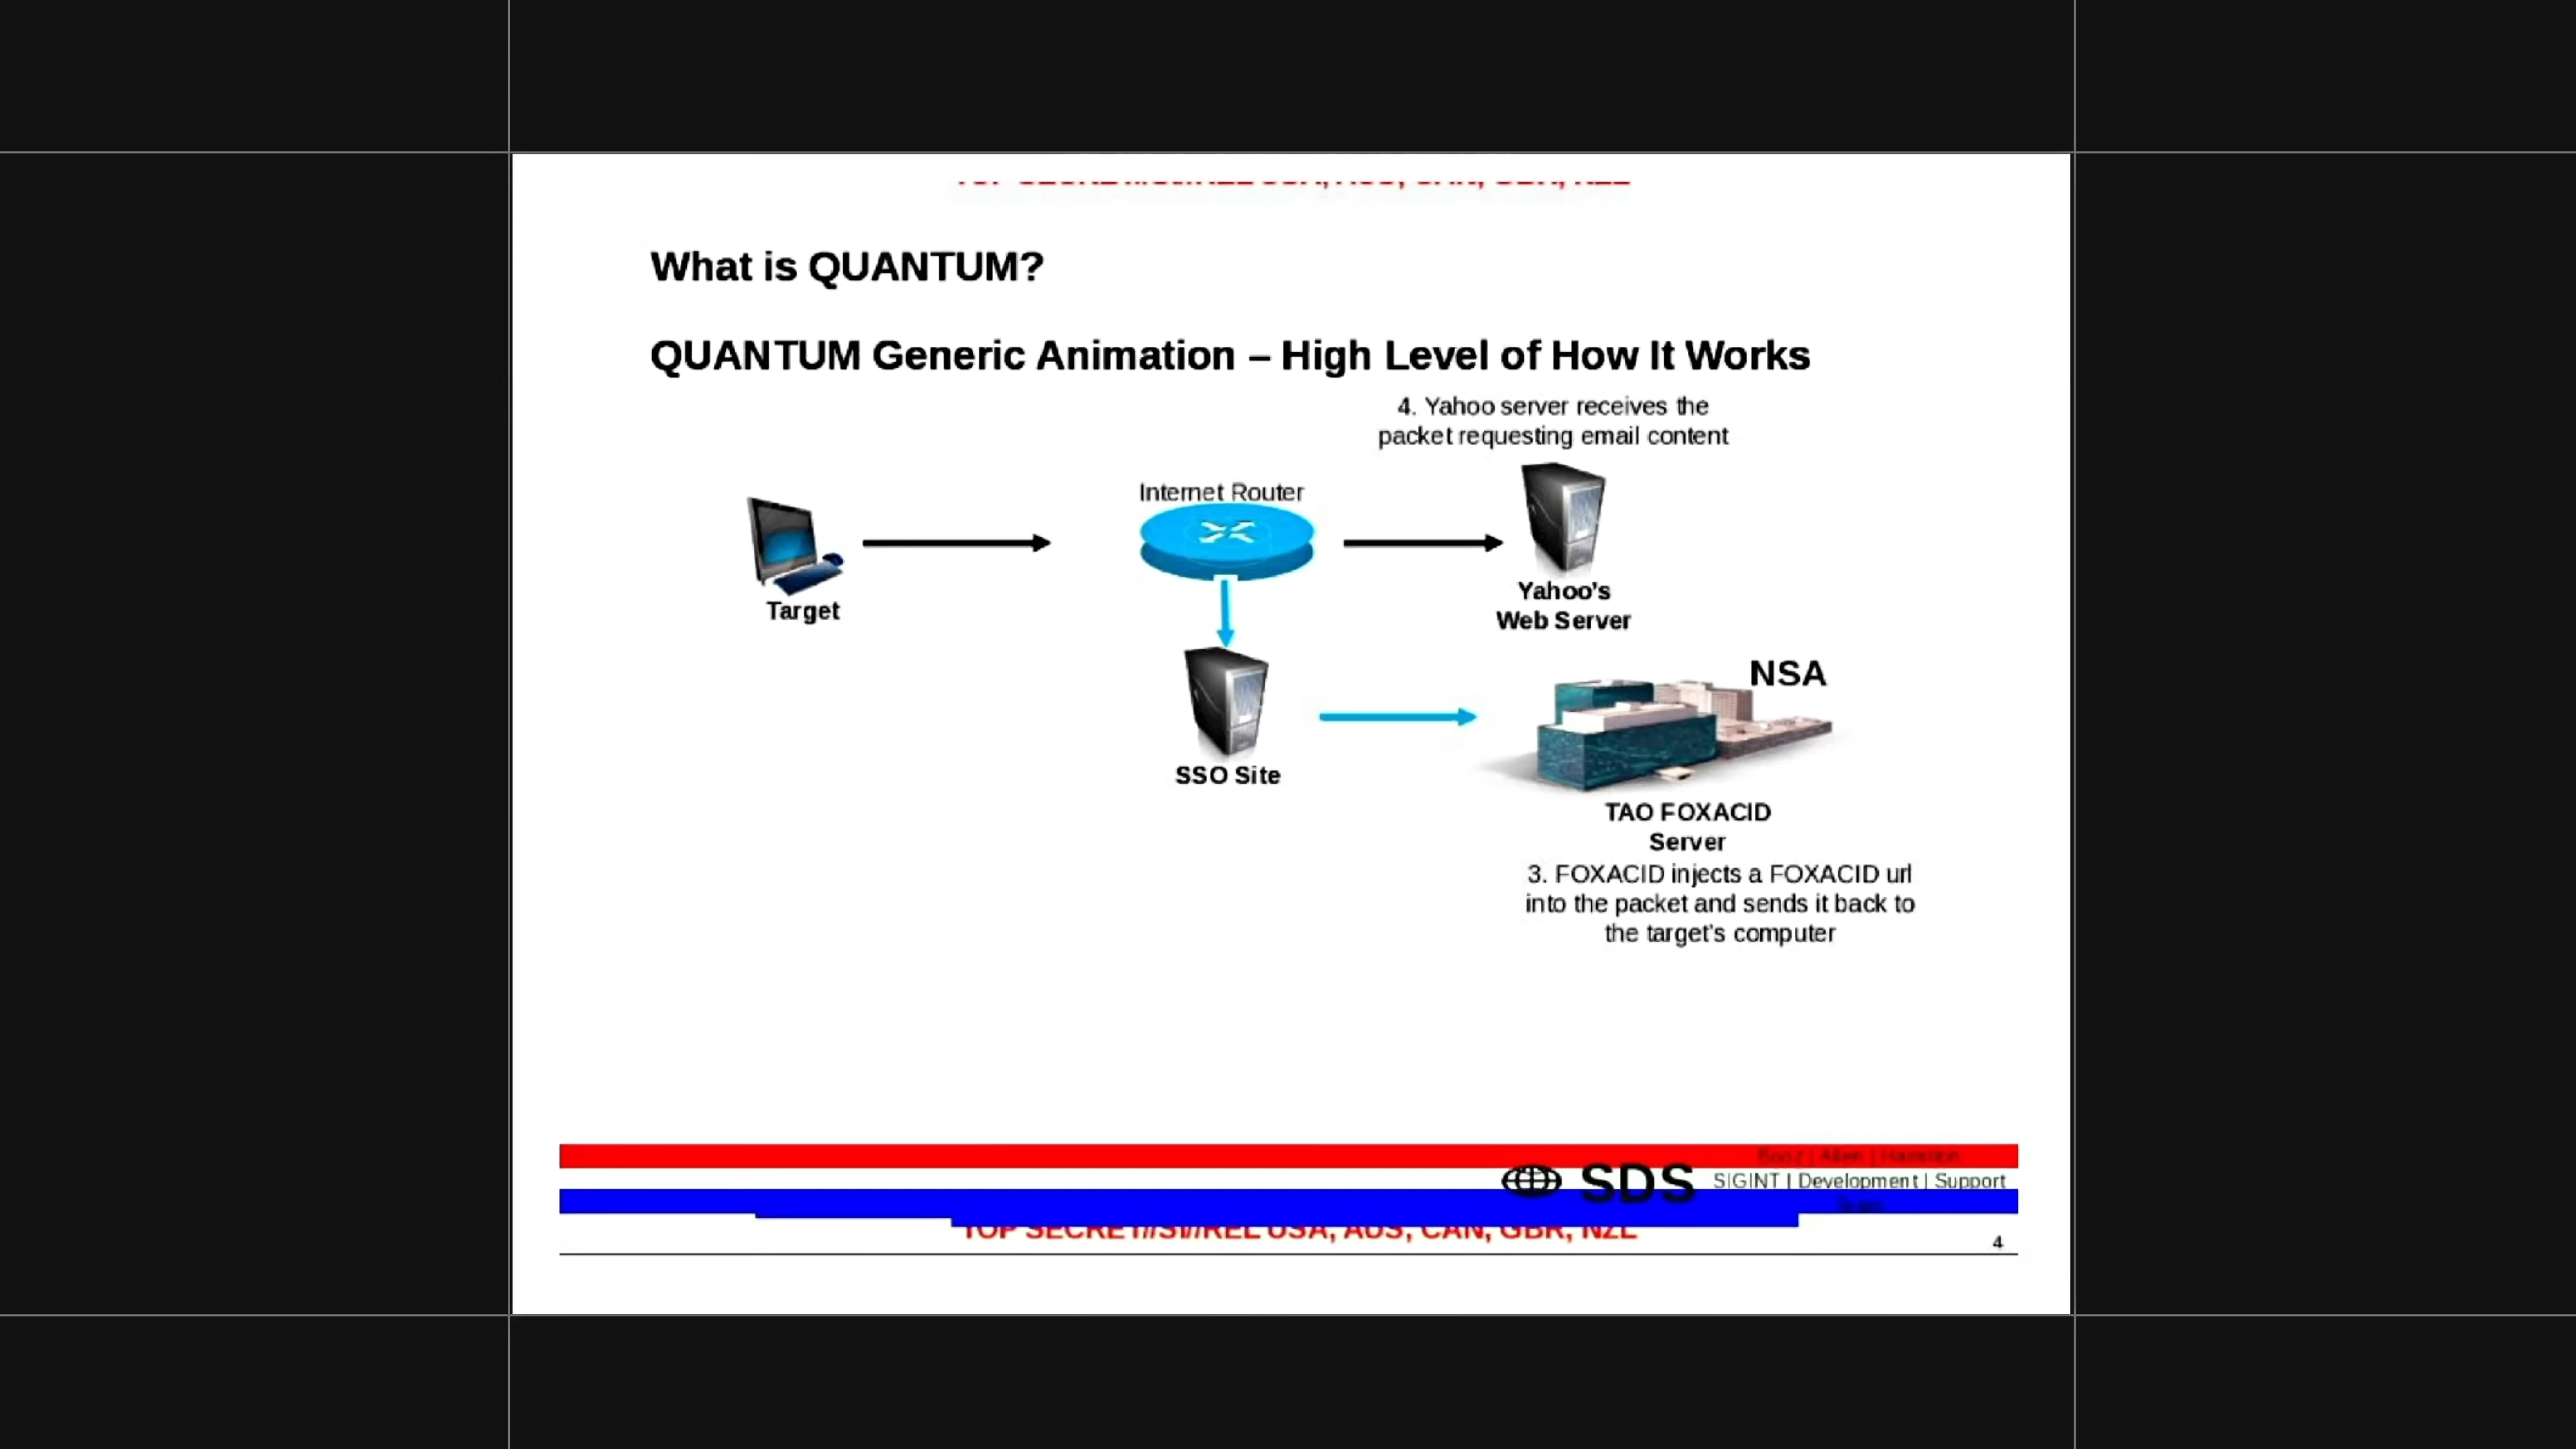 What is QUANTUM?
QUANTUM Generic Animation – High Level of How It Works
4. Yahoo server receives the
packet requesting email content
Internet Router
Target
Yahoo's
Web Server
NSA
SSO Site
TAO FOXACID
Server
3. FOXACID injects a FOXACID url
into the packet and sends it back to
the target's computer
Booz | Allen | Hamilton
SDS
SIGINT | Development | Support
TOP SECRET//SI//REL USA, AUS, CAN, GBR, NZL
4